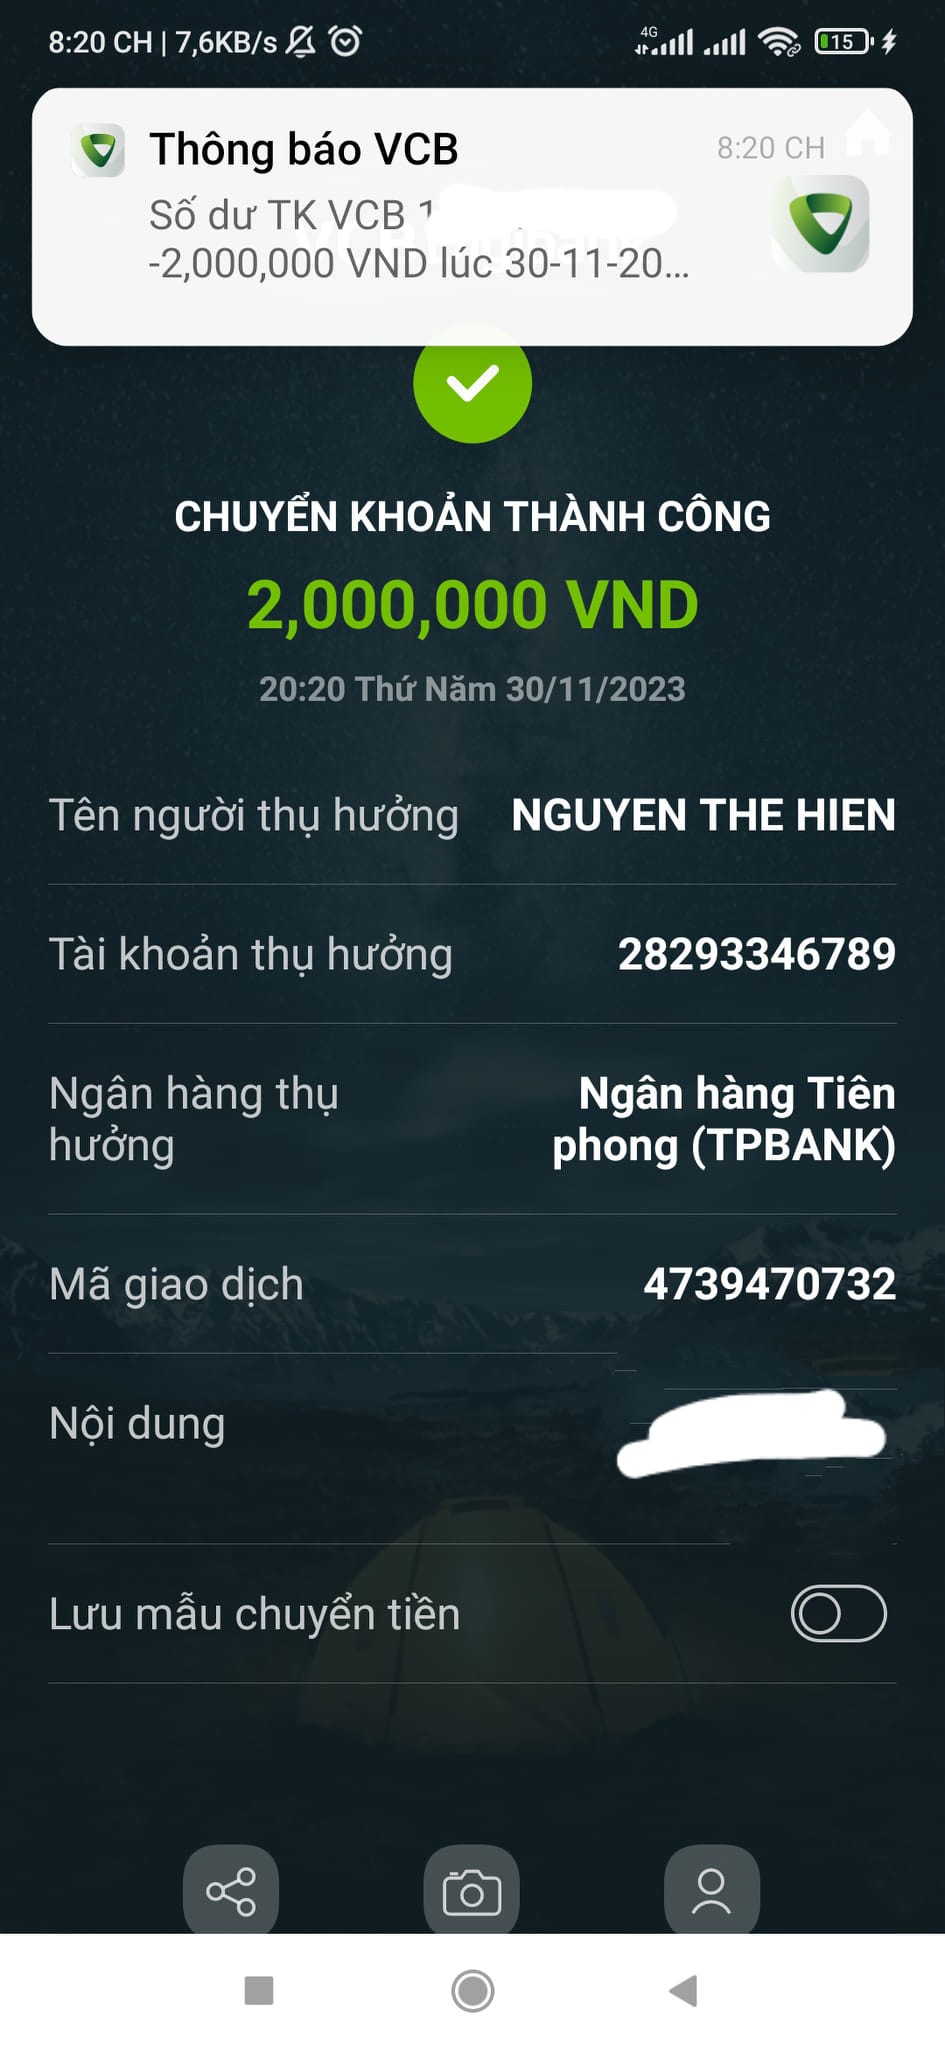 8:20 CH | 7,6KB/s
4G
15
Thông báo VCB
8:20 CH
Số dư TK VCB 1
-2,000,000 VND lúc 30-11-20...
CHUYỂN KHOẢN THÀNH CÔNG
2,000,000 VND
20:20 Thứ Năm 30/11/2023
Tên người thụ hưởng NGUYEN THE HIEN
Tài khoản thụ hưởng 28293346789
Ngân hàng thụ hưởng
Ngân hàng Tiên phong (TPBANK)
Mã giao dịch 4739470732
Nội dung
Lưu mẫu chuyển tiền